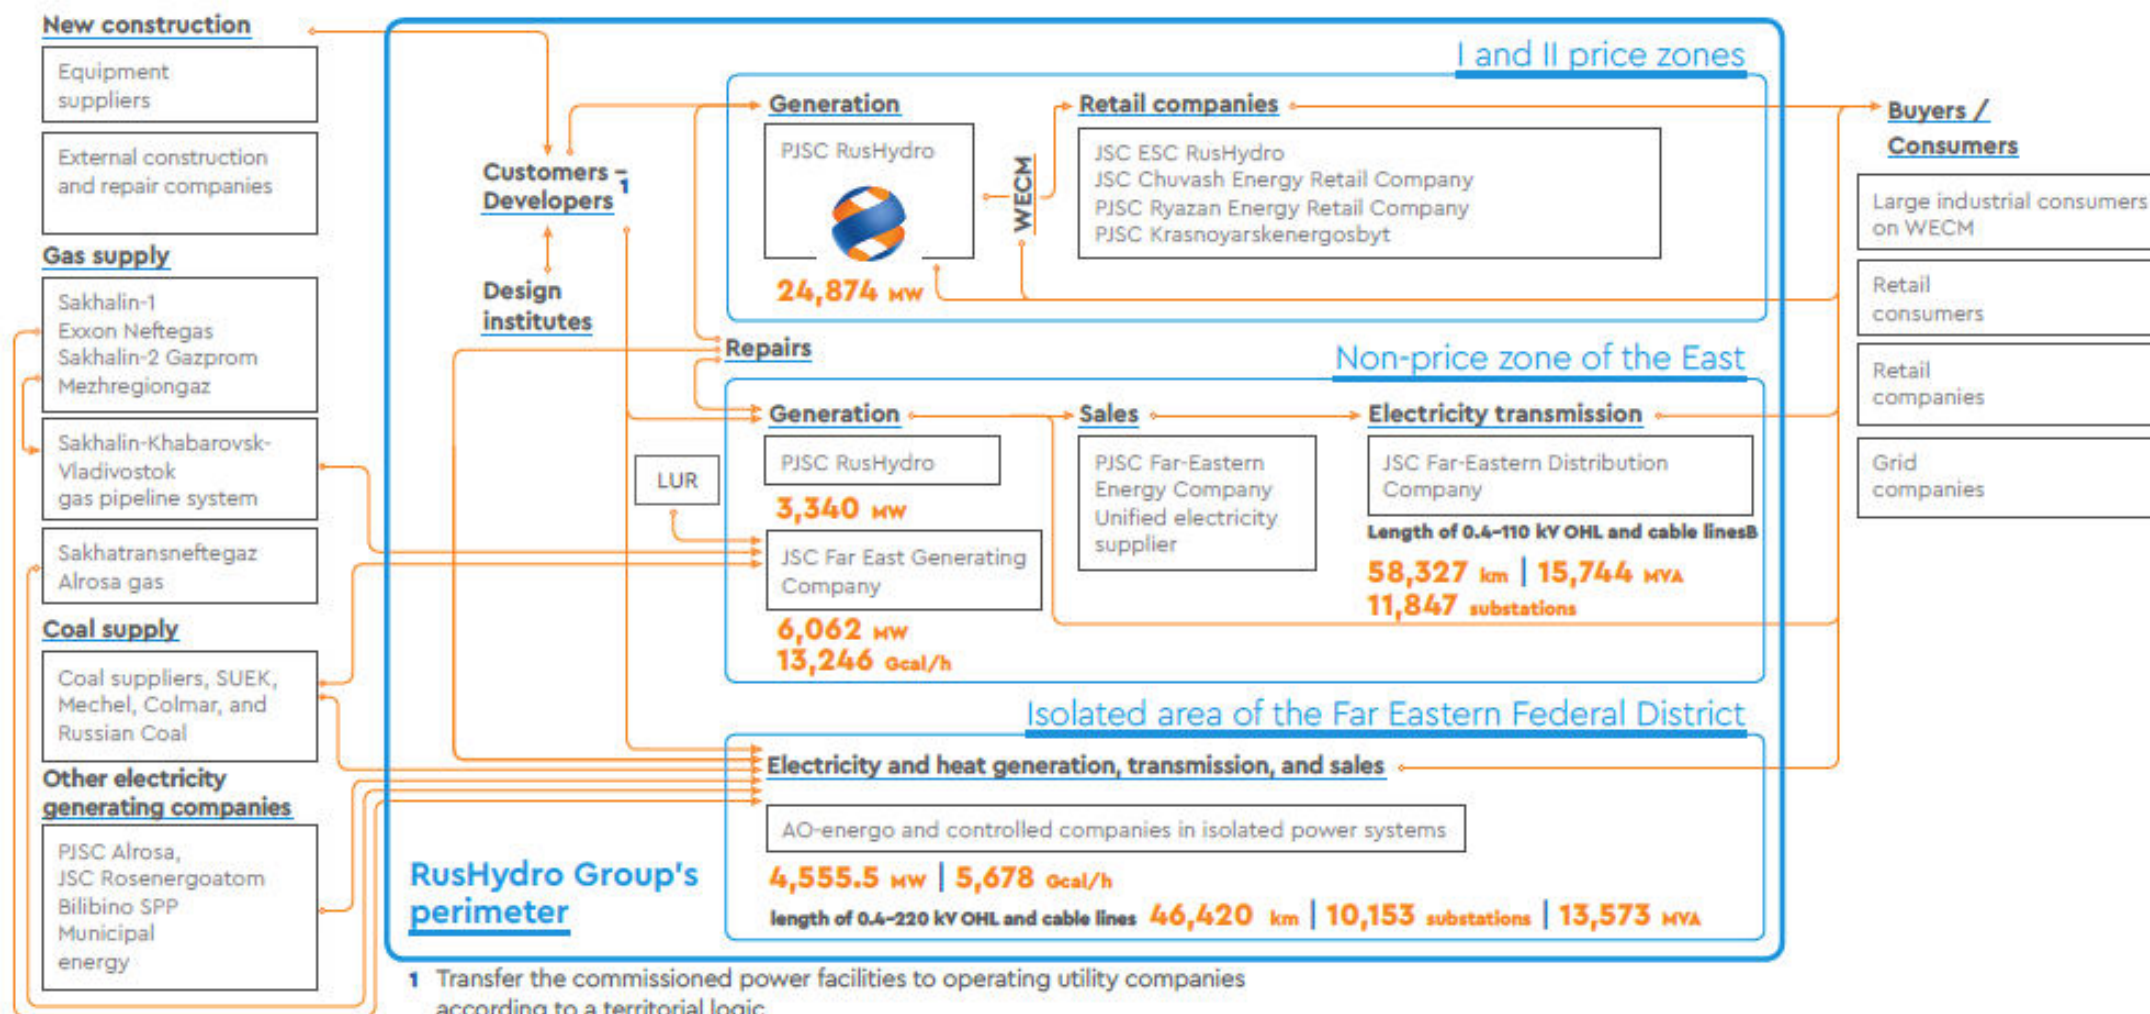 New construction
Equipment
suppliers
External construction
and repair companies
Gas supply
Sakhalin-1
Exxon Neftegas
Sakhalin-2 Gazprom
Mezhregiongaz
Sakhalin-Khabarovsk-
Vladivostok
gas pipeline system
Sakhatransneftegaz
Alrosa gas
Coal supply
Coal suppliers, SUEK,
Mechel, Colmar, and
Russian Coal
Other electricity
generating companies
PJSC Alrosa,
JSC Rosenergoatom
Bilibino SPP
Municipal
energy
Customers –
Developers 1
Design
institutes
Repairs
LUR
RusHydro Group's
perimeter
I and II price zones
Generation
PJSC RusHydro
24,874 MW
WECM
Retail companies
JSC ESC RusHydro
JSC Chuvash Energy Retail Company
PJSC Ryazan Energy Retail Company
PJSC Krasnoyarskenergosbyt
Non-price zone of the East
Generation
PJSC RusHydro
3,340 MW
JSC Far East Generating
Company
6,062 MW
13,246 Gcal/h
Sales
PJSC Far-Eastern
Energy Company
Unified electricity
supplier
Electricity transmission
JSC Far-Eastern Distribution
Company
Length of 0.4–110 kV OHL and cable linesB
58,327 km | 15,744 MVA
11,847 substations
Isolated area of the Far Eastern Federal District
Electricity and heat generation, transmission, and sales
AO-energo and controlled companies in isolated power systems
4,555.5 MW | 5,678 Gcal/h
length of 0.4–220 kV OHL and cable lines 46,420 km | 10,153 substations | 13,573 MVA
Buyers /
Consumers
Large industrial consumers
on WECM
Retail
consumers
Retail
companies
Grid
companies
1 Transfer the commissioned power facilities to operating utility companies
according to a territorial logic